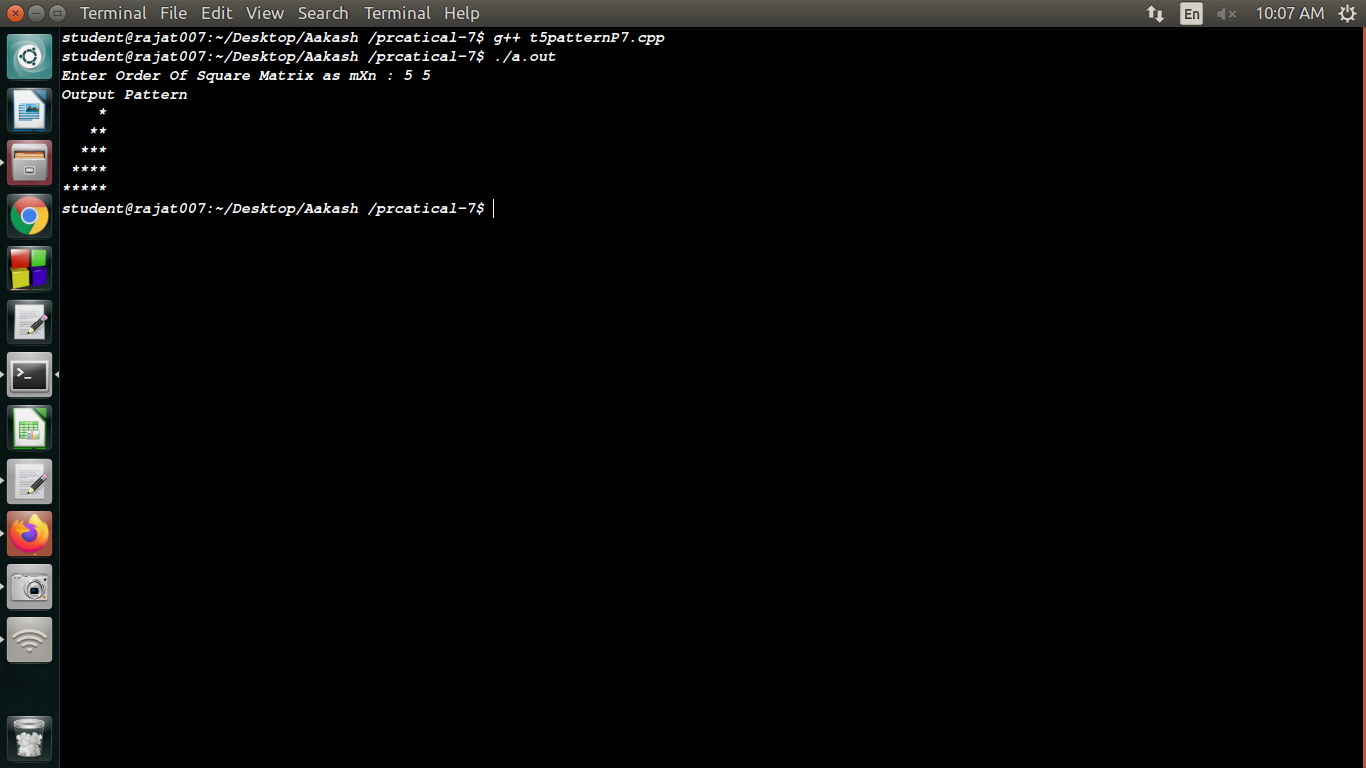 Terminal File Edit View Search Terminal Help En 10:07 AM
student@rajat007:~/Desktop/Aakash /prcatical-7$ g++ t5patternP7.cpp
student@rajat007:~/Desktop/Aakash /prcatical-7$ ./a.out
Enter Order Of Square Matrix as mXn : 5 5
Output Pattern
    *
   **
  ***
 ****
*****
student@rajat007:~/Desktop/Aakash /prcatical-7$